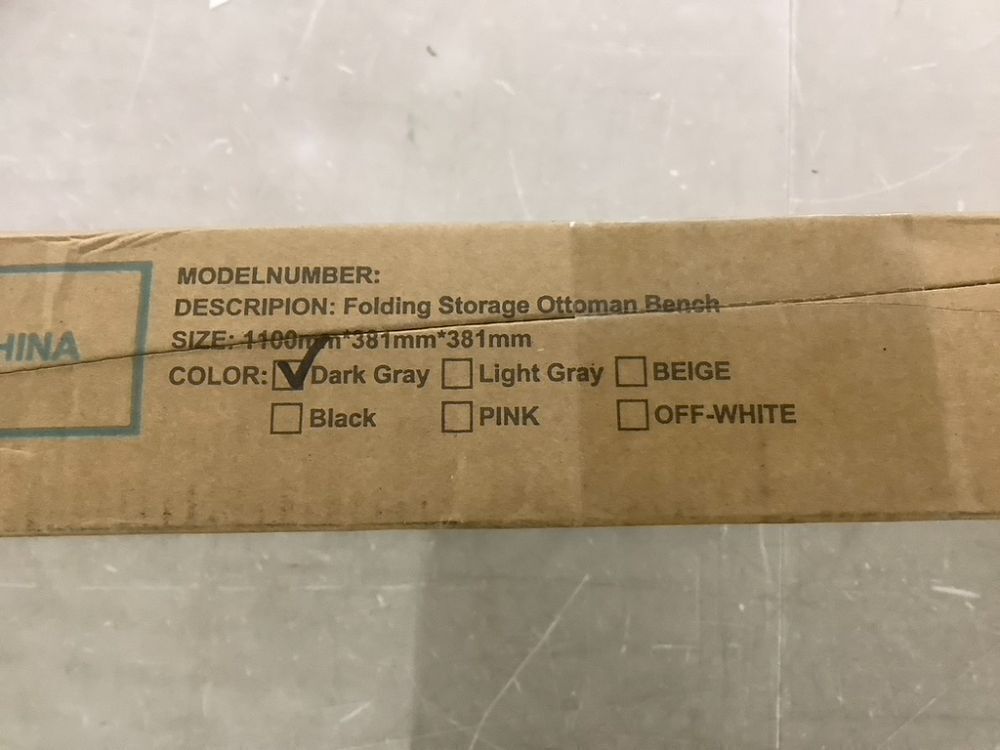 HINA
MODELNUMBER:
DESCRIPION: Folding Storage Ottoman Bench
SIZE: 1100mm*381mm*381mm
COLOR: ☑Dark Gray ☐Light Gray ☐BEIGE
☐Black ☐PINK ☐OFF-WHITE